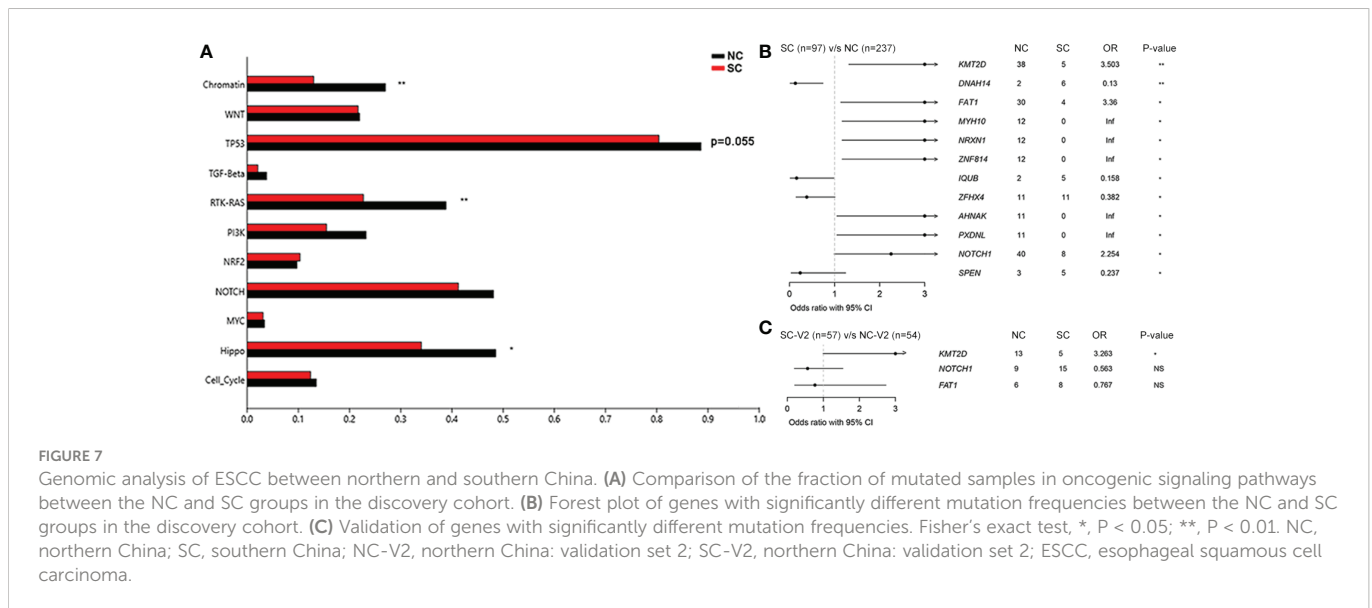 A
NC
SC
Chromatin
**
WNT
TP53
p=0.055
TGF-Beta
RTK-RAS
**
PI3K
NRF2
NOTCH
MYC
Hippo
*
Cell_Cycle
0.0 0.1 0.2 0.3 0.4 0.5 0.6 0.7 0.8 0.9 1.0
B
SC (n=97) v/s NC (n=237) NC SC OR P-value
KMT2D 38 5 3.503 **
DNAH14 2 6 0.13 **
FAT1 30 4 3.36 *
MYH10 12 0 Inf *
NRXN1 12 0 Inf *
ZNF814 12 0 Inf *
IQUB 2 5 0.158 *
ZFHX4 11 11 0.382 *
AHNAK 11 0 Inf *
PXDNL 11 0 Inf *
NOTCH1 40 8 2.254 *
SPEN 3 5 0.237 *
0 1 2 3
Odds ratio with 95% CI
C
SC-V2 (n=57) v/s NC-V2 (n=54) NC SC OR P-value
KMT2D 13 5 3.263 *
NOTCH1 9 15 0.563 NS
FAT1 6 8 0.767 NS
0 1 2 3
Odds ratio with 95% CI
FIGURE 7
Genomic analysis of ESCC between northern and southern China. (A) Comparison of the fraction of mutated samples in oncogenic signaling pathways
between the NC and SC groups in the discovery cohort. (B) Forest plot of genes with significantly different mutation frequencies between the NC and SC
groups in the discovery cohort. (C) Validation of genes with significantly different mutation frequencies. Fisher's exact test, *, P < 0.05; **, P < 0.01. NC,
northern China; SC, southern China; NC-V2, northern China: validation set 2; SC-V2, northern China: validation set 2; ESCC, esophageal squamous cell
carcinoma.